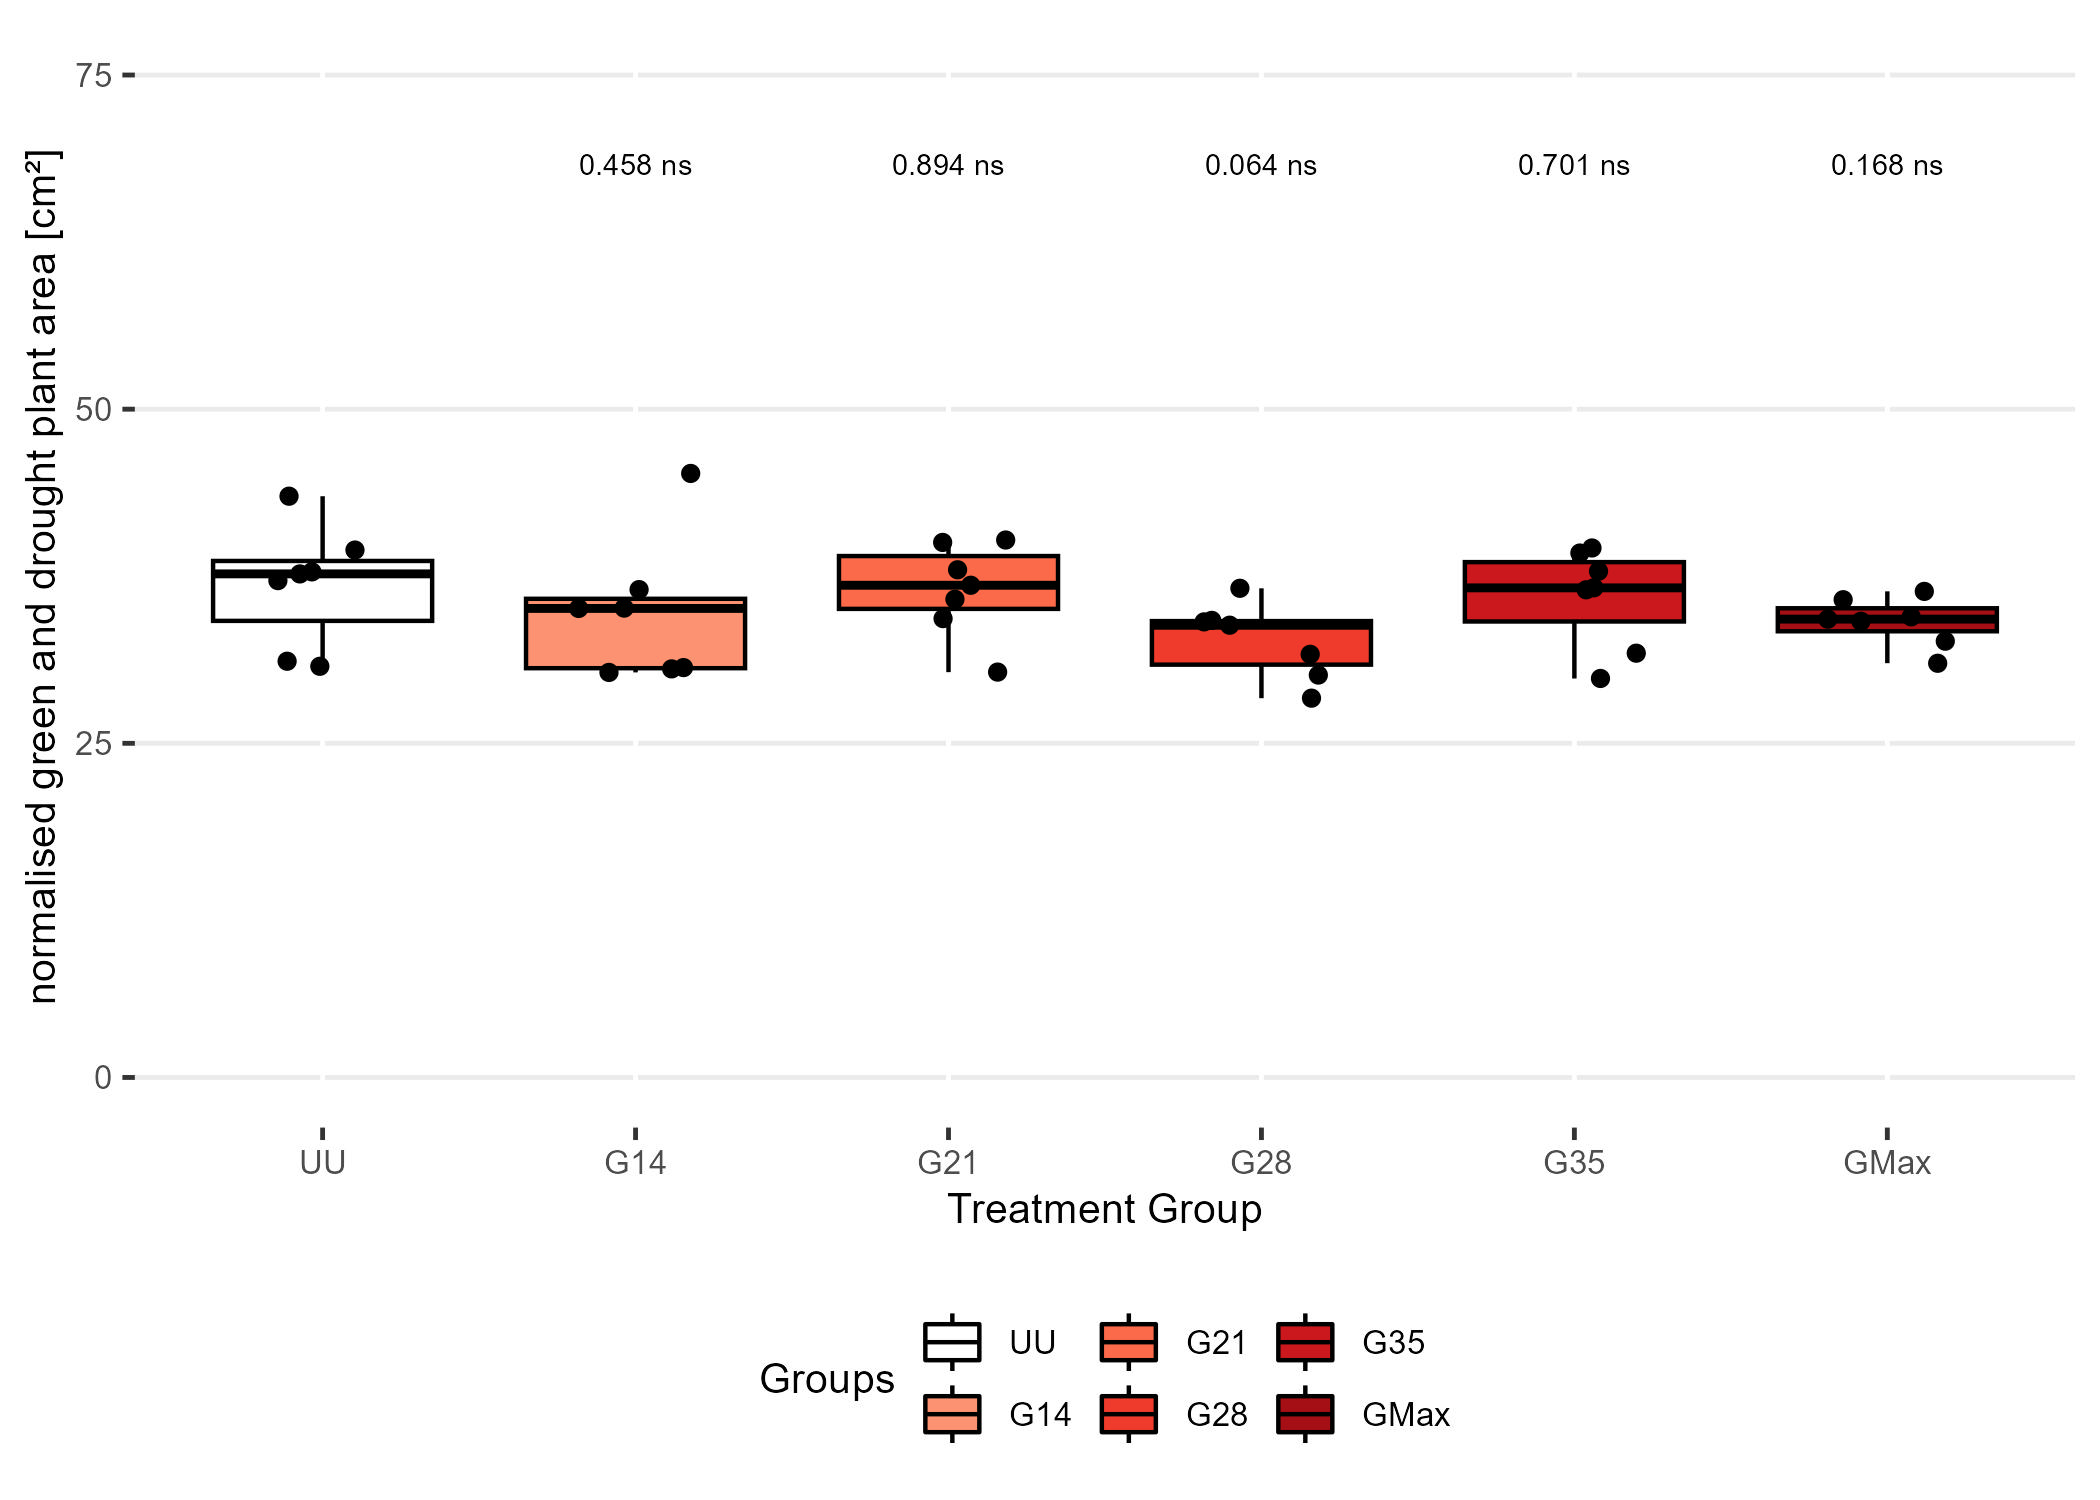 75
0.458 ns 0.894 ns 0.064 ns 0.701 ns 0.168 ns
50
25
0
normalised green and drought plant area [cm²]
UU G14 G21 G28 G35 GMax
Treatment Group
Groups
UU G21 G35
G14 G28 GMax